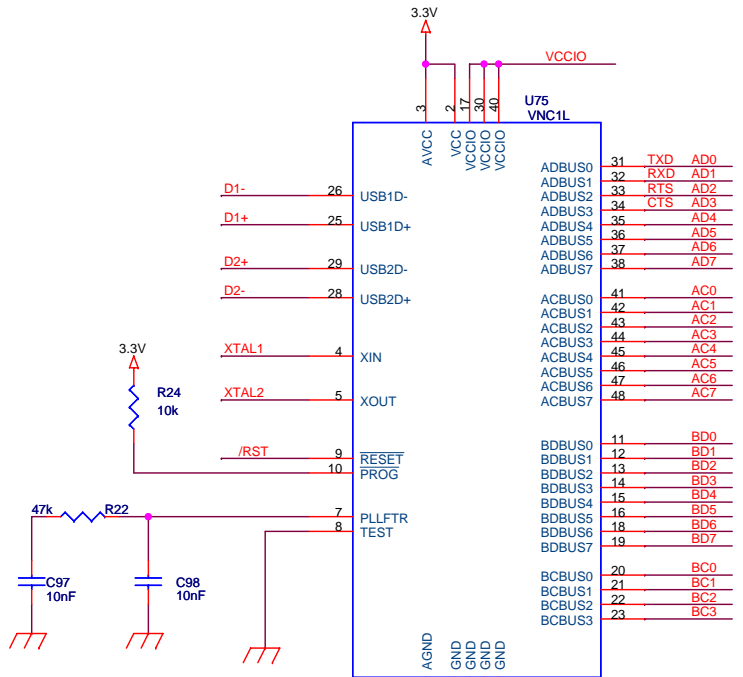 3.3V
VCCIO
U75
VNC1L
3 AVCC
2 VCC
17 VCCIO
30 VCCIO
40 VCCIO
D1- 26 USB1D-
D1+ 25 USB1D+
D2+ 29 USB2D-
D2- 28 USB2D+
XTAL1 4 XIN
XTAL2 5 XOUT
3.3V
R24
10k
/RST 9 RESET
10 PROG
47k R22
7 PLLFTR
8 TEST
C97
10nF
C98
10nF
ADBUS0 31 TXD AD0
ADBUS1 32 RXD AD1
ADBUS2 33 RTS AD2
ADBUS3 34 CTS AD3
ADBUS4 35 AD4
ADBUS5 36 AD5
ADBUS6 37 AD6
ADBUS7 38 AD7
ACBUS0 41 AC0
ACBUS1 42 AC1
ACBUS2 43 AC2
ACBUS3 44 AC3
ACBUS4 45 AC4
ACBUS5 46 AC5
ACBUS6 47 AC6
ACBUS7 48 AC7
BDBUS0 11 BD0
BDBUS1 12 BD1
BDBUS2 13 BD2
BDBUS3 14 BD3
BDBUS4 15 BD4
BDBUS5 16 BD5
BDBUS6 18 BD6
BDBUS7 19 BD7
BCBUS0 20 BC0
BCBUS1 21 BC1
BCBUS2 22 BC2
BCBUS3 23 BC3
AGND
GND
GND
GND
GND